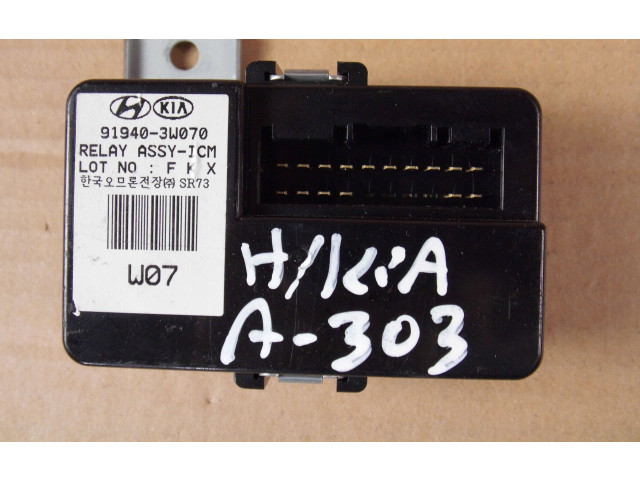 KIA
91940-3W070
RELAY ASSY-ICM
LOT NO : F K X
한국오므론전장㈜ SR73
W07
H/KiA
A-303